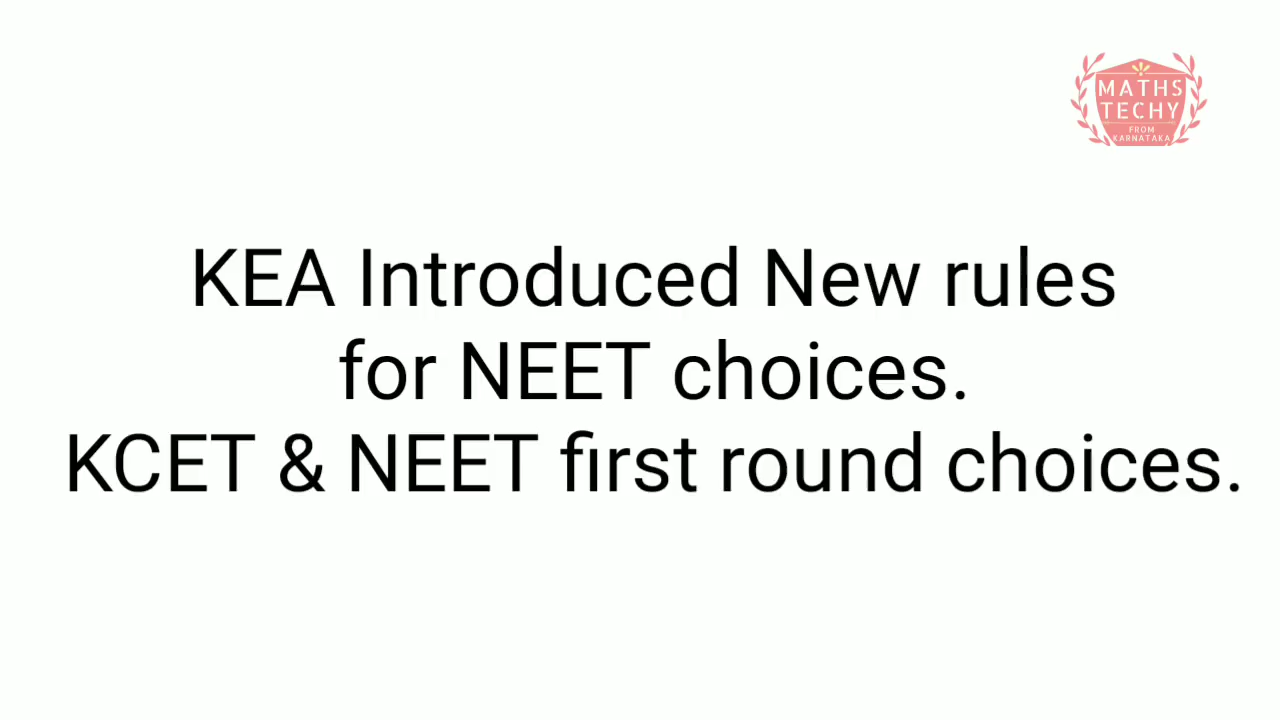 MATHS
TECHY
FROM
KARNATAKA
KEA Introduced New rules
for NEET choices.
KCET & NEET first round choices.